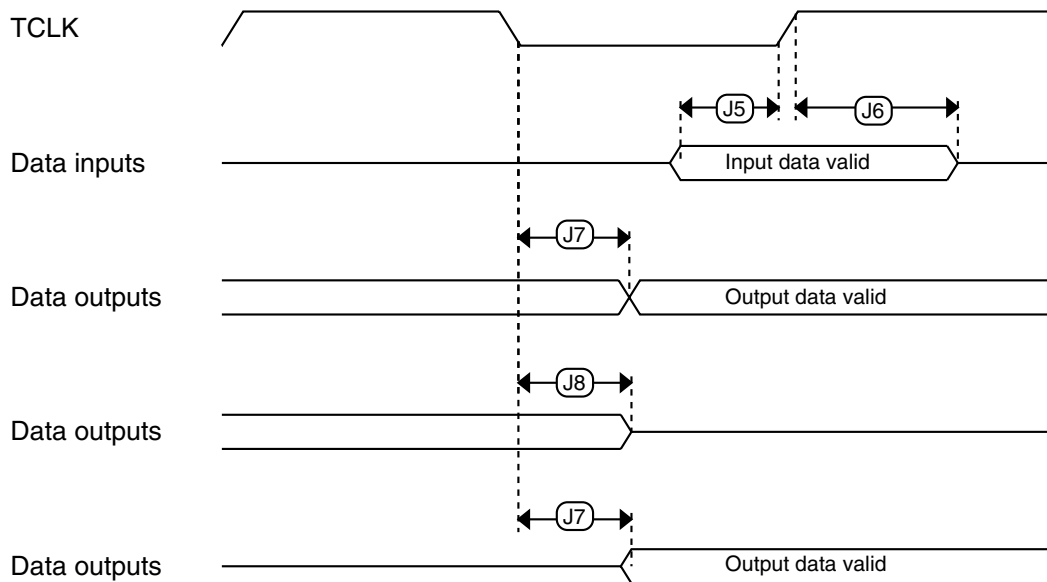 TCLK
J5
J6
Data inputs
Input data valid
J7
Data outputs
Output data valid
J8
Data outputs
J7
Data outputs
Output data valid